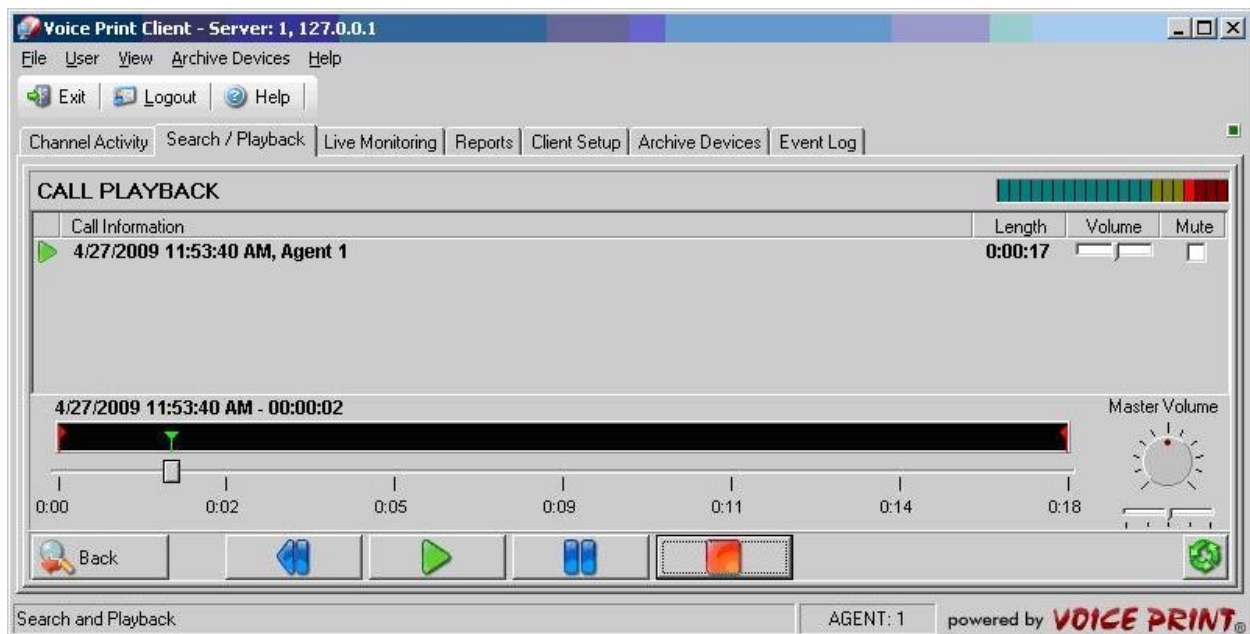 Voice Print Client - Server: 1, 127.0.0.1
File User View Archive Devices Help
Exit Logout Help
Channel Activity Search / Playback Live Monitoring Reports Client Setup Archive Devices Event Log
CALL PLAYBACK
Call Information Length Volume Mute
4/27/2009 11:53:40 AM, Agent 1 0:00:17
4/27/2009 11:53:40 AM - 00:00:02 Master Volume
0:00 0:02 0:05 0:09 0:11 0:14 0:18
Back
Search and Playback AGENT: 1 powered by VOICE PRINT®